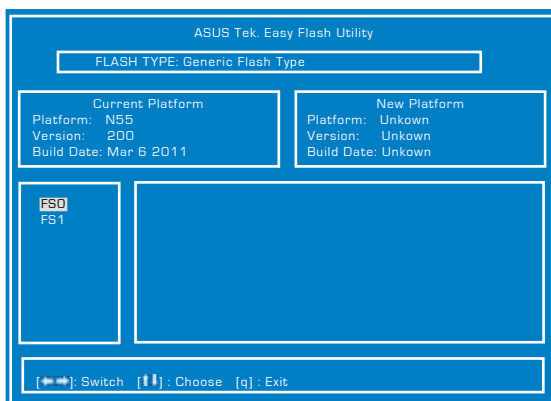 ASUS Tek. Easy Flash Utility
FLASH TYPE: Generic Flash Type
Current Platform
Platform: N55
Version: 200
Build Date: Mar 6 2011
New Platform
Platform: Unkown
Version: Unkown
Build Date: Unkown
FS0
FS1
[←→]: Switch [↑↓] : Choose [q] : Exit